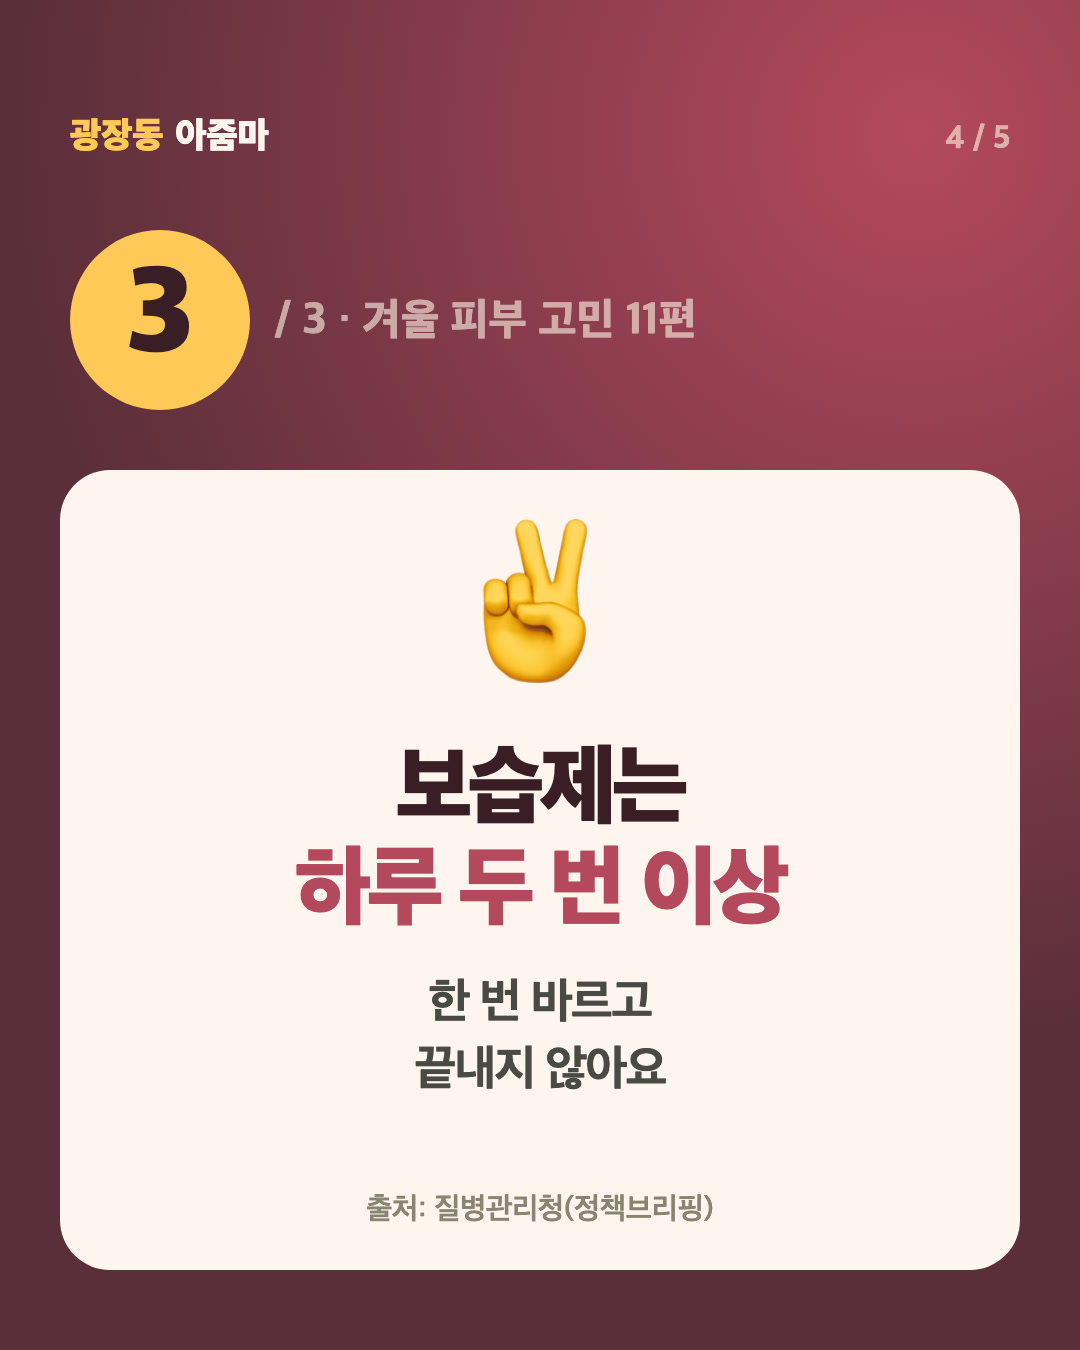 광장동 아줌마
4 / 5
3
/ 3 · 겨울 피부 고민 11편
보습제는
하루 두 번 이상
한 번 바르고
끝내지 않아요
출처: 질병관리청(정책브리핑)